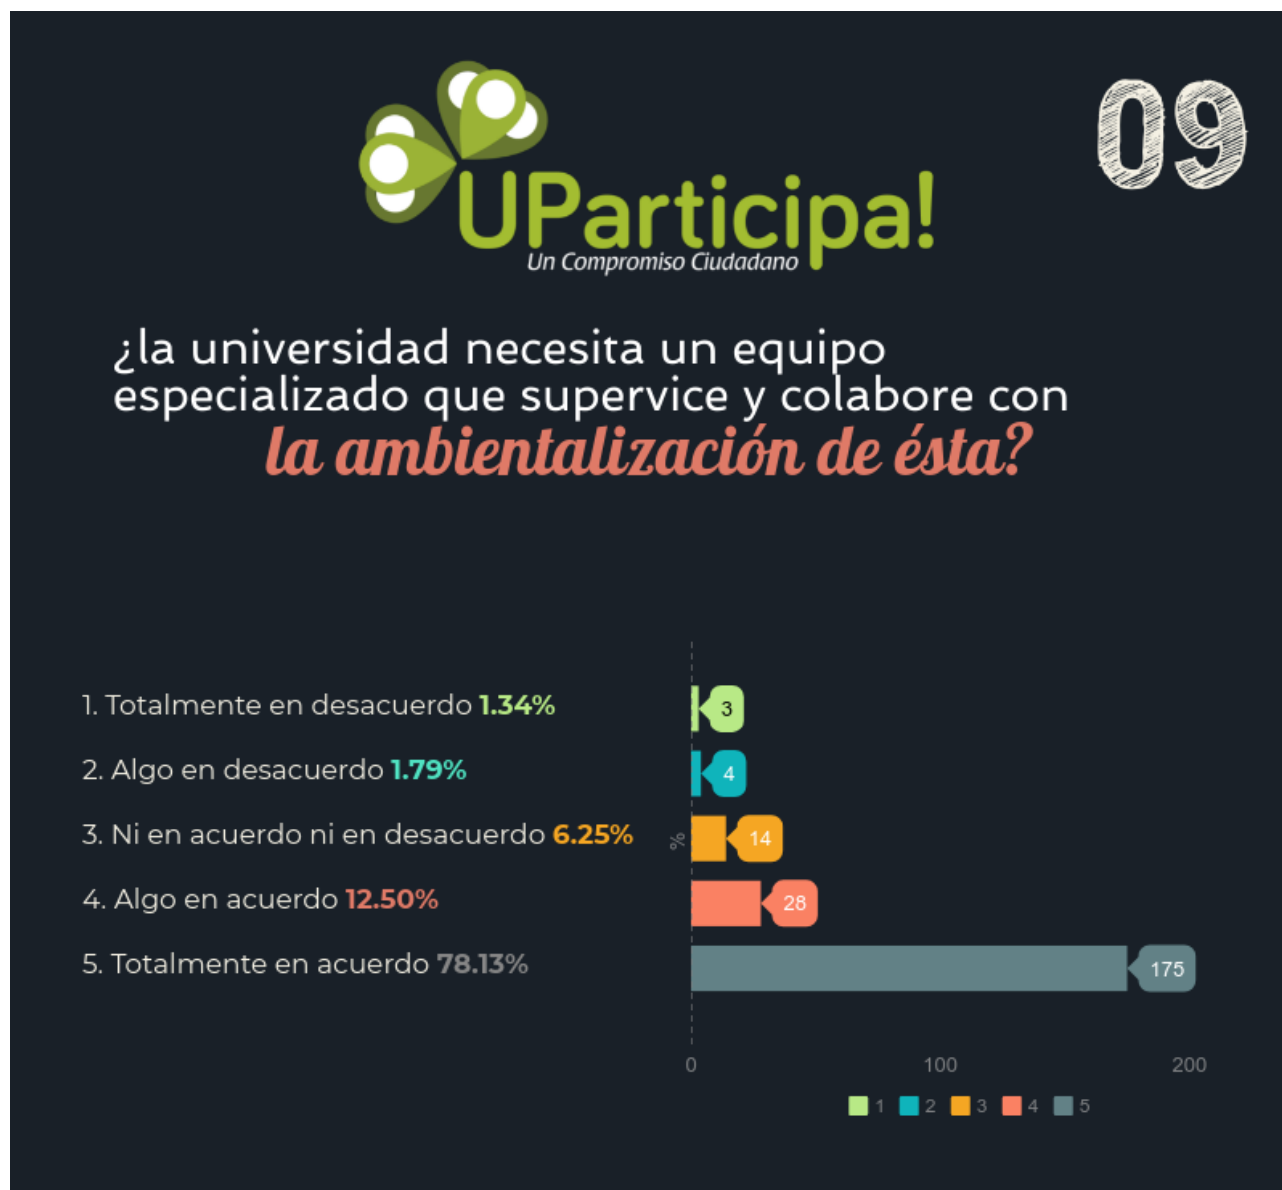 09
UParticipa!
Un Compromiso Ciudadano
¿la universidad necesita un equipo
especializado que supervice y colabore con
la ambientalización de ésta?
1. Totalmente en desacuerdo 1.34%
3
2. Algo en desacuerdo 1.79%
4
3. Ni en acuerdo ni en desacuerdo 6.25%
%
14
4. Algo en acuerdo 12.50%
28
5. Totalmente en acuerdo 78.13%
175
0 100 200
1 2 3 4 5